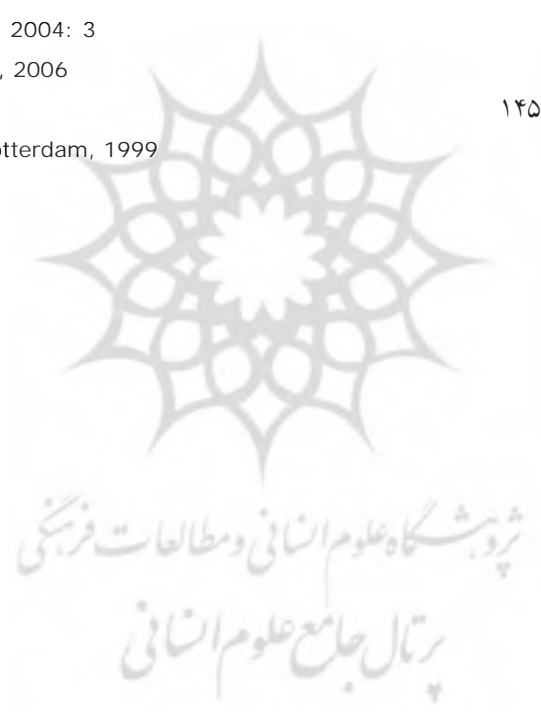 2004: 3
, 2006
۱۴۵
otterdam, 1999
پژوهشگاه علوم انسانی و مطالعات فرهنگی
پرتال جامع علوم انسانی